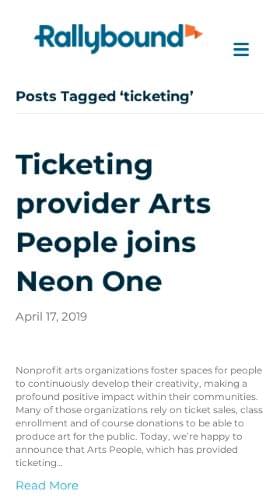 Rallybound
Posts Tagged ‘ticketing’
Ticketing
provider Arts
People joins
Neon One
April 17, 2019
Nonprofit arts organizations foster spaces for people
to continuously develop their creativity, making a
profound positive impact within their communities.
Many of those organizations rely on ticket sales, class
enrollment and of course donations to be able to
produce art for the public. Today, we’re happy to
announce that Arts People, which has provided
ticketing…
Read More